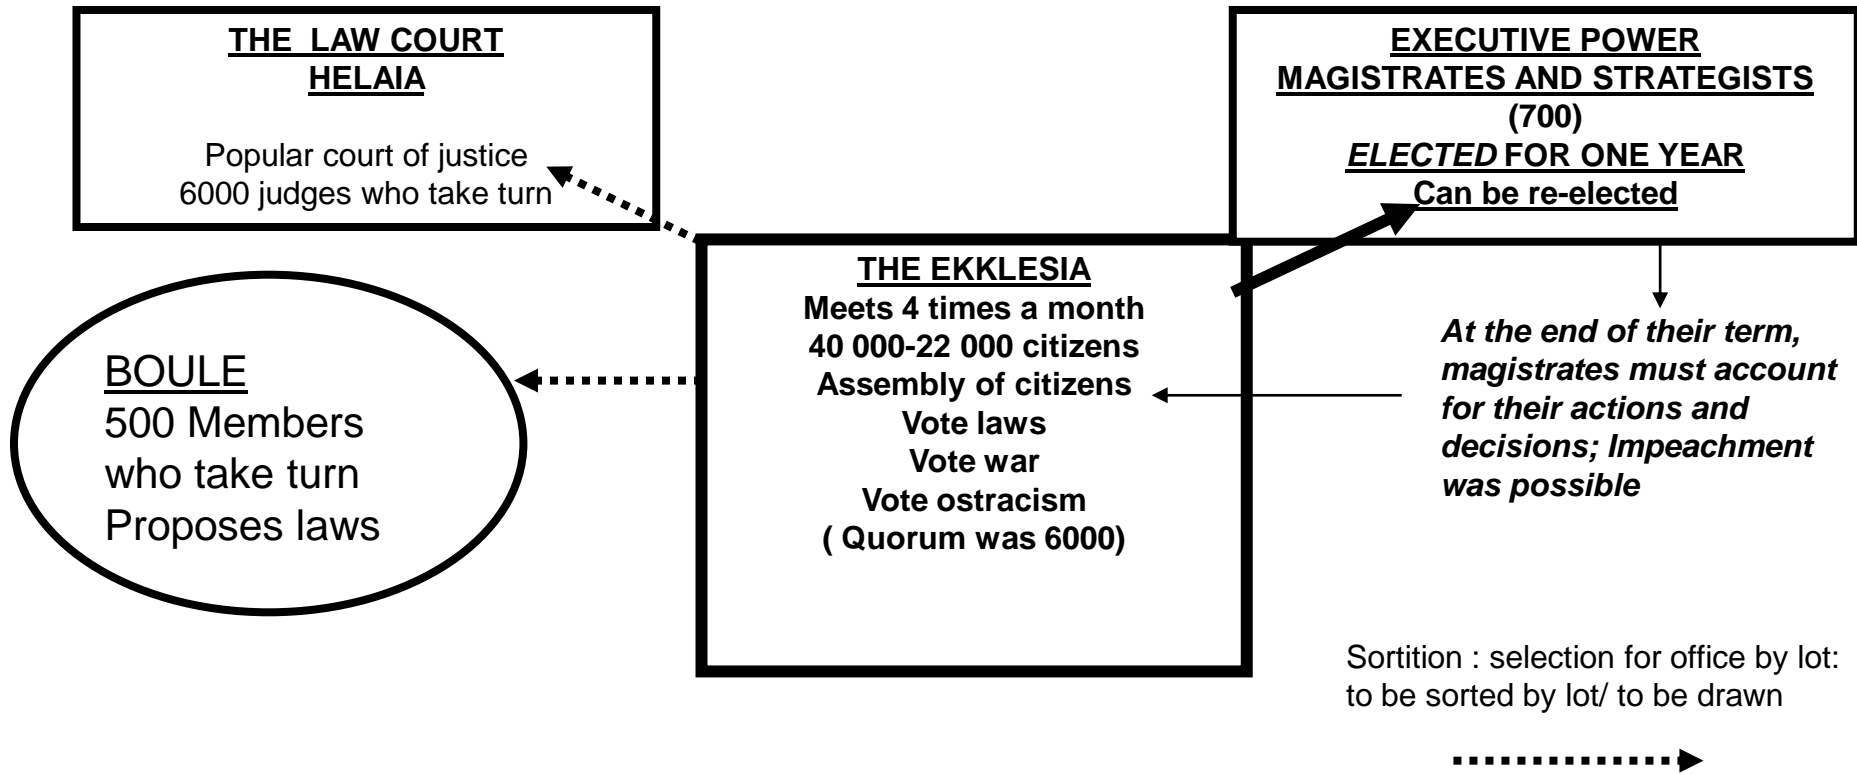 THE LAW COURT
HELAIA
Popular court of justice
6000 judges who take turn
EXECUTIVE POWER
MAGISTRATES AND STRATEGISTS
(700)
ELECTED FOR ONE YEAR
Can be re-elected
BOULE
500 Members
who take turn
Proposes laws
THE EKKLESIA
Meets 4 times a month
40 000-22 000 citizens
Assembly of citizens
Vote laws
Vote war
Vote ostracism
( Quorum was 6000)
At the end of their term,
magistrates must account
for their actions and
decisions; Impeachment
was possible
Sortition : selection for office by lot:
to be sorted by lot/ to be drawn